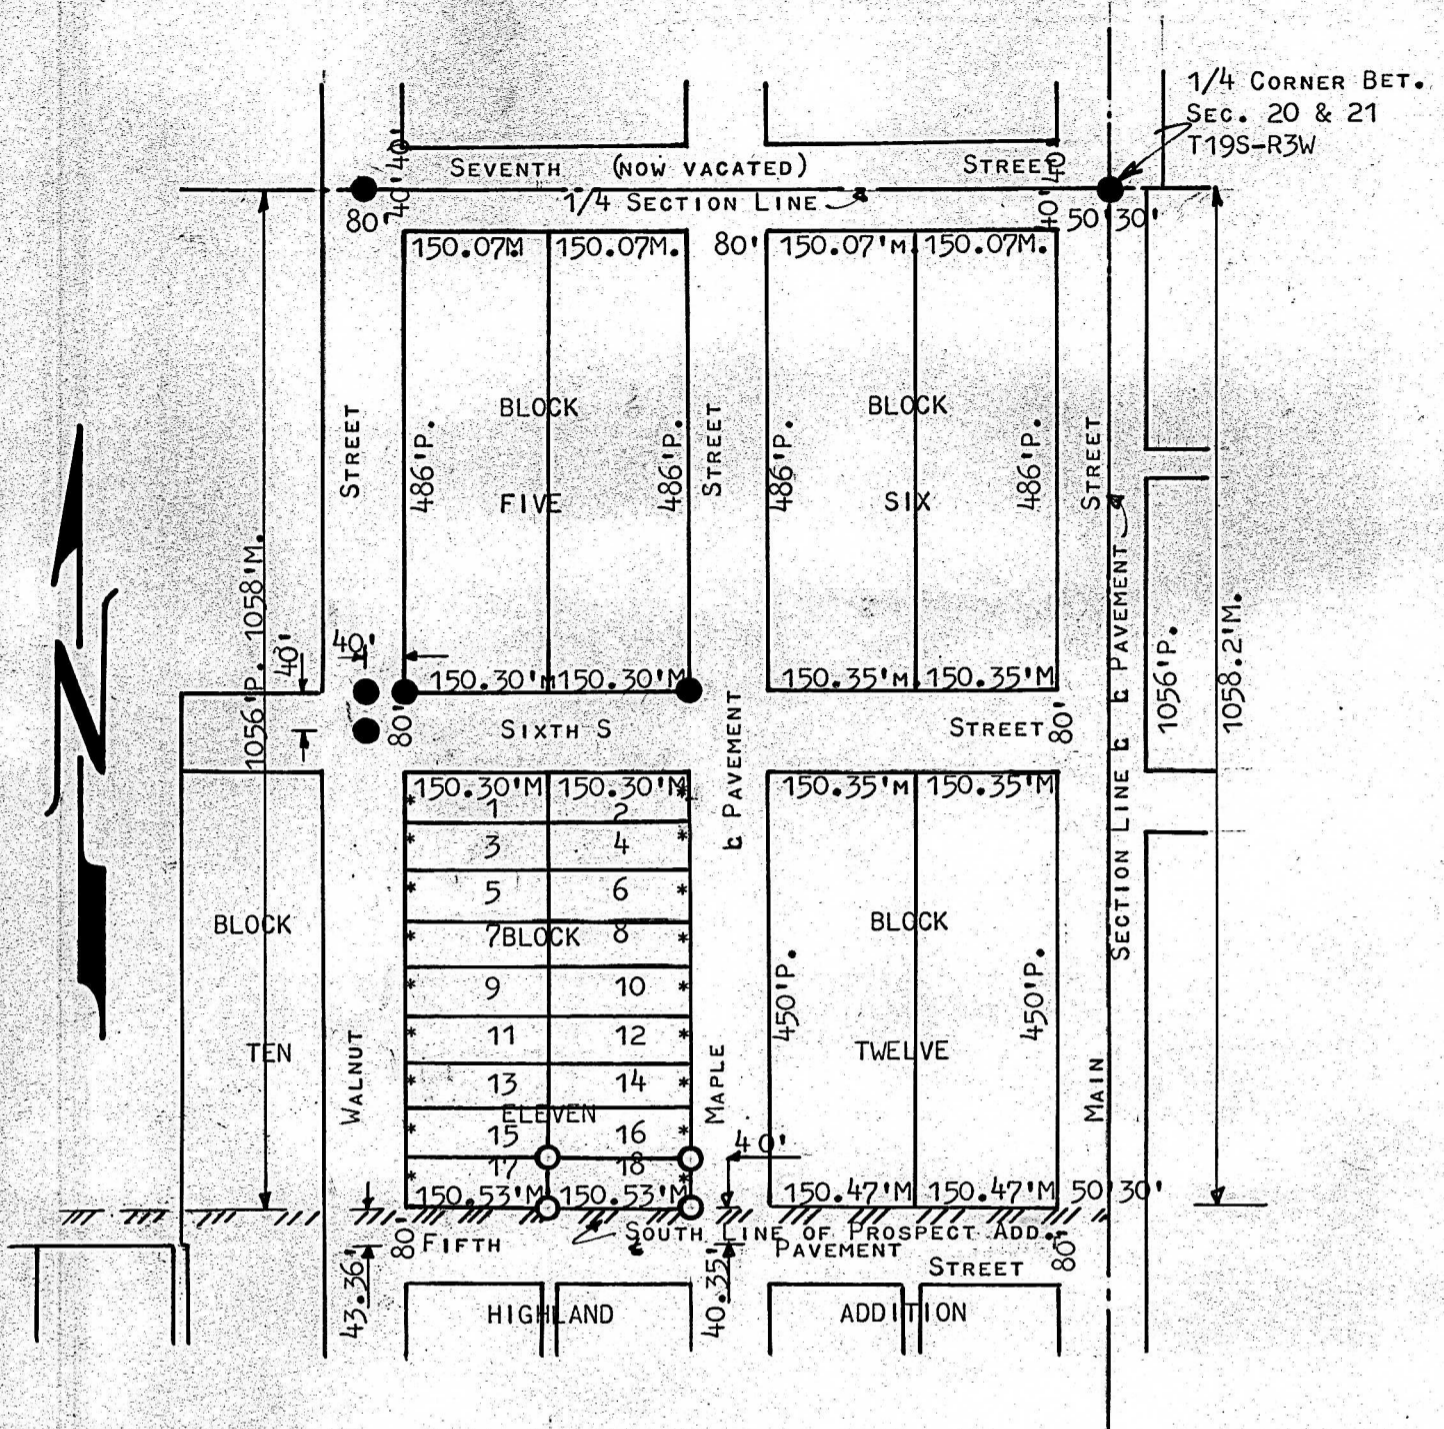 1/4 CORNER BET.
SEC. 20 & 21
T19S-R3W
40' 40'
SEVENTH (NOW VACATED) STREET
40' 40'
1/4 SECTION LINE
80'
50' 30'
150.07M 150.07M. 80' 150.07'M 150.07M.
BLOCK
FIVE
BLOCK
SIX
STREET
486'P.
486'P.
STREET
486'P.
486'P.
STREET
℄ PAVEMENT
1056'P. 1058'M.
1056'P.
1058.2'M.
N
40'
40'
150.30'M 150.30'M 150.35'M 150.35'M
80'
SIXTH S STREET
80'
℄ PAVEMENT
SECTION LINE ℄
150.30'M 150.30'M 150.35'M 150.35'M
* 1 2 *
* 3 4 *
* 5 6 *
* 7 BLOCK 8 *
* 9 10 *
* 11 12 *
* 13 14 *
ELEVEN
* 15 16 *
* 17 18 *
BLOCK
TEN
BLOCK
TWELVE
450'P.
450'P.
WALNUT
MAPLE
MAIN
40'
150.53'M 150.53'M 150.47'M 150.47'M 50' 30'
SOUTH LINE OF PROSPECT ADD.
80'
FIFTH
℄ PAVEMENT
STREET
80'
43.36'
40.35'
HIGHLAND ADDITION